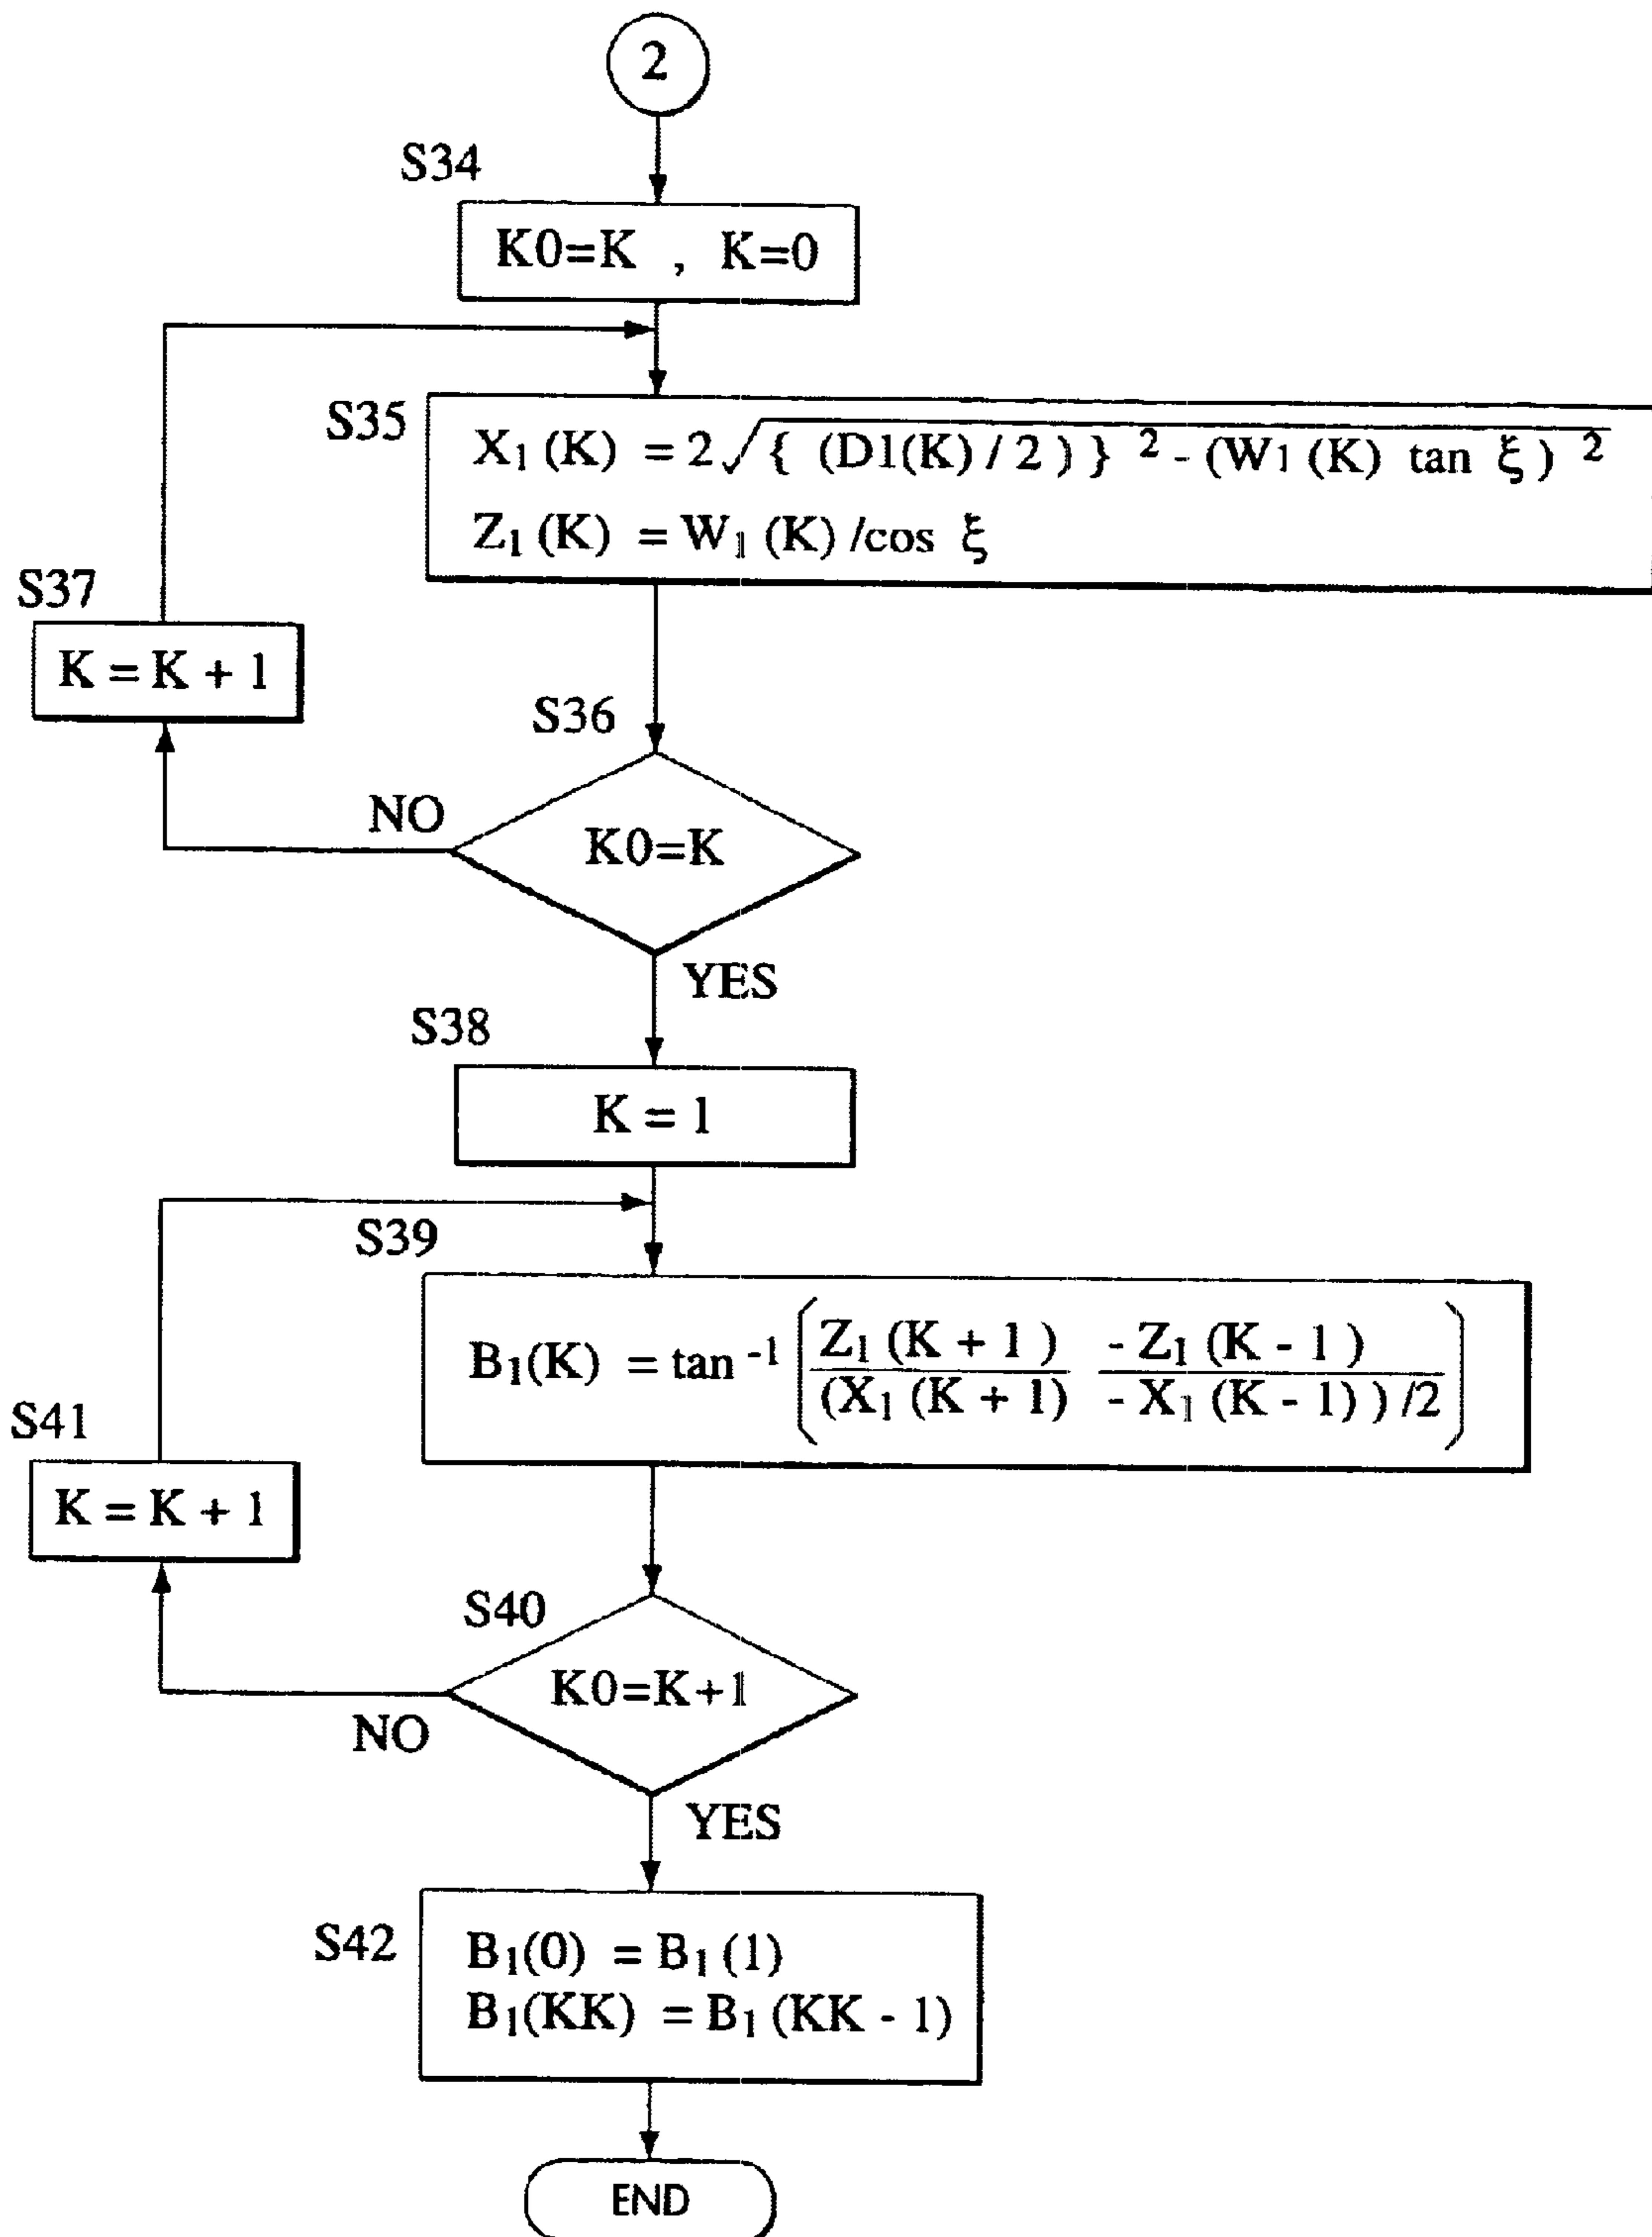 2
S34
K0=K , K=0
S35
X₁(K) = 2√{ (D1(K)/2) }² - (W₁(K) tan ξ)²
Z₁(K) = W₁(K)/cos ξ
S37
K = K + 1
S36
NO
K0=K
YES
S38
K = 1
S39
B₁(K) = tan⁻¹ ( Z₁(K + 1) - Z₁(K - 1) / (X₁(K + 1) - X₁(K - 1))/2 )
S41
K = K + 1
S40
K0=K+1
NO
YES
S42
B₁(0) = B₁(1)
B₁(KK) = B₁(KK - 1)
END